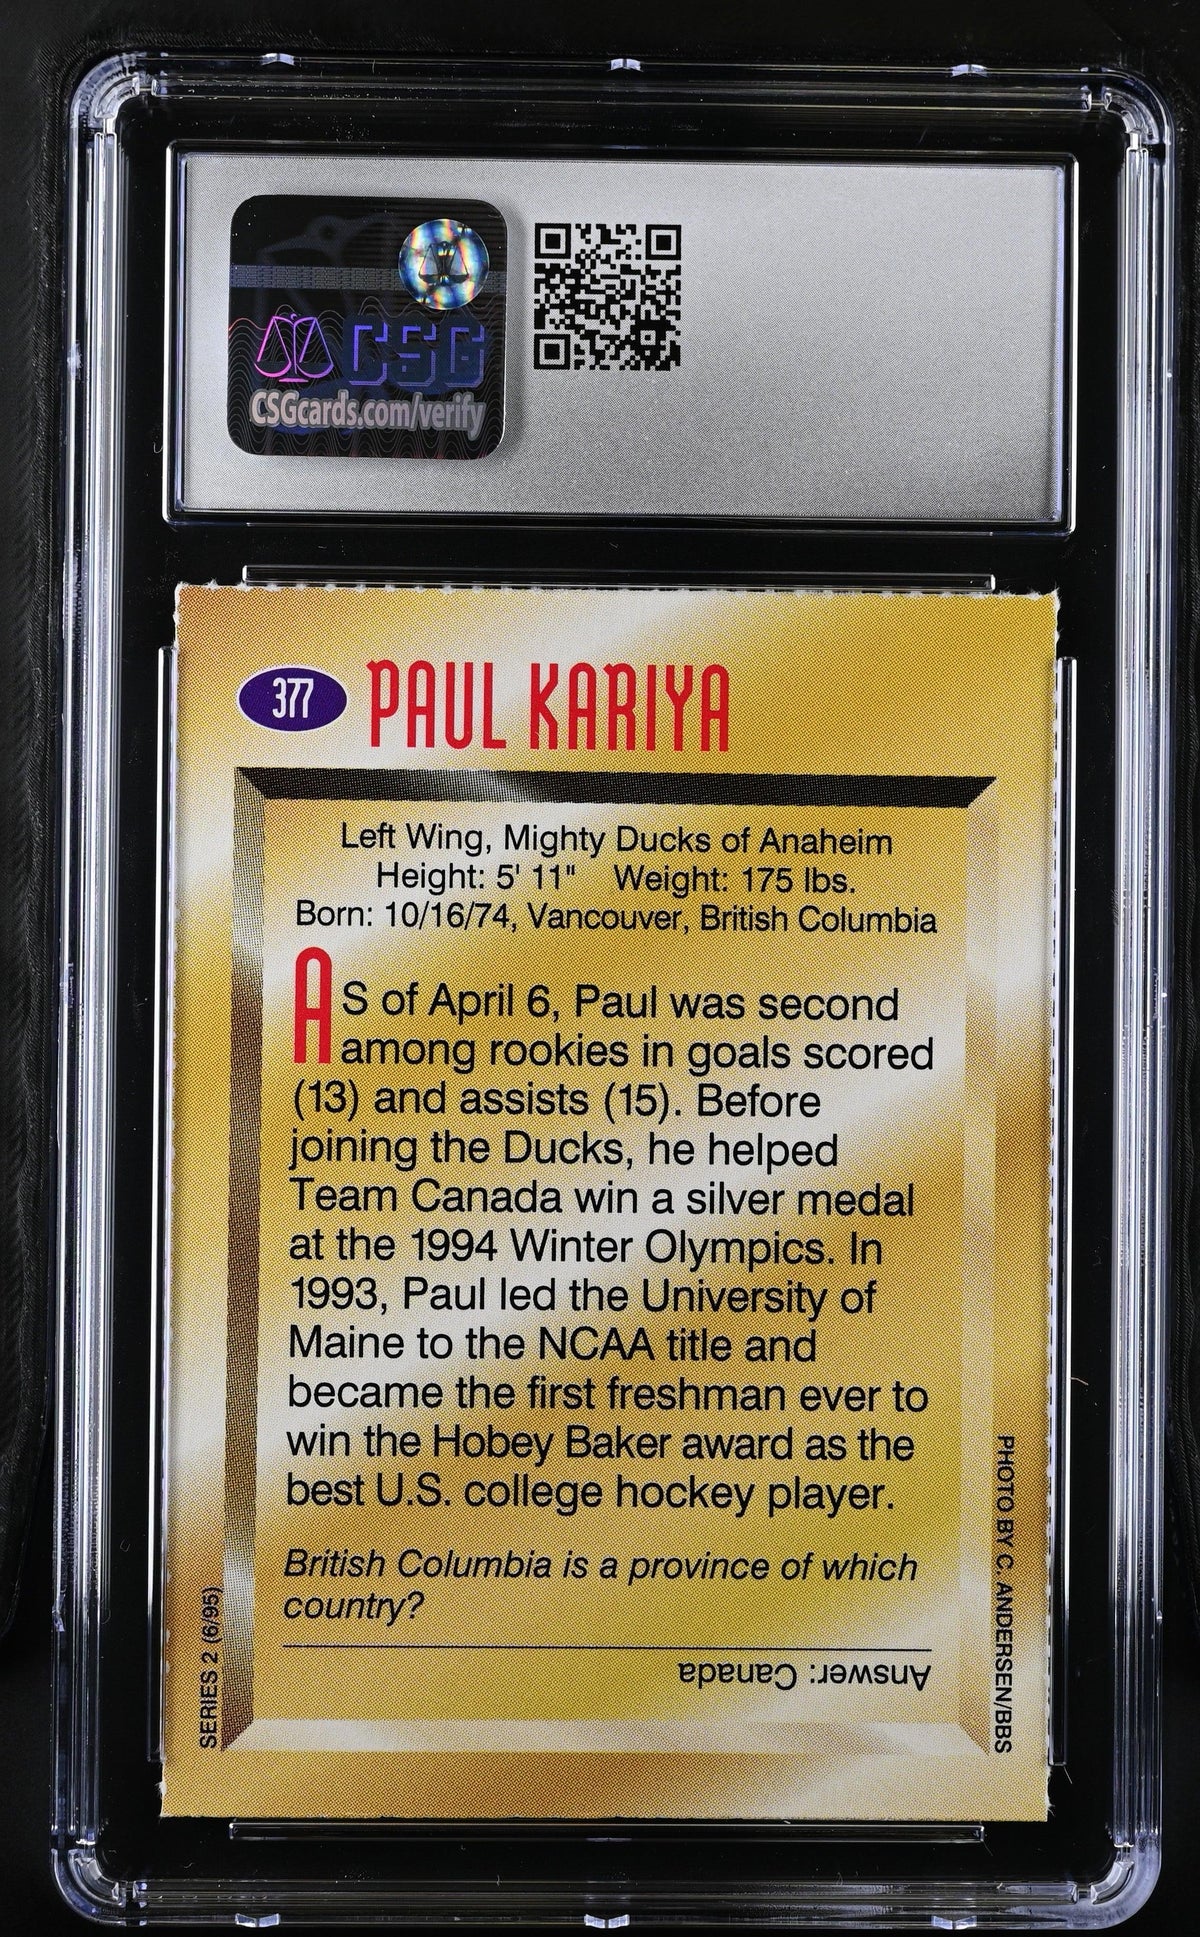 CSG
CSGcards.com/verify
377 PAUL KARIYA
Left Wing, Mighty Ducks of Anaheim
Height: 5' 11" Weight: 175 lbs.
Born: 10/16/74, Vancouver, British Columbia
AS of April 6, Paul was second
among rookies in goals scored
(13) and assists (15). Before
joining the Ducks, he helped
Team Canada win a silver medal
at the 1994 Winter Olympics. In
1993, Paul led the University of
Maine to the NCAA title and
became the first freshman ever to
win the Hobey Baker award as the
best U.S. college hockey player.
British Columbia is a province of which
country?
Answer: Canada
SERIES 2 (6/95)
PHOTO BY C. ANDERSEN/BBS